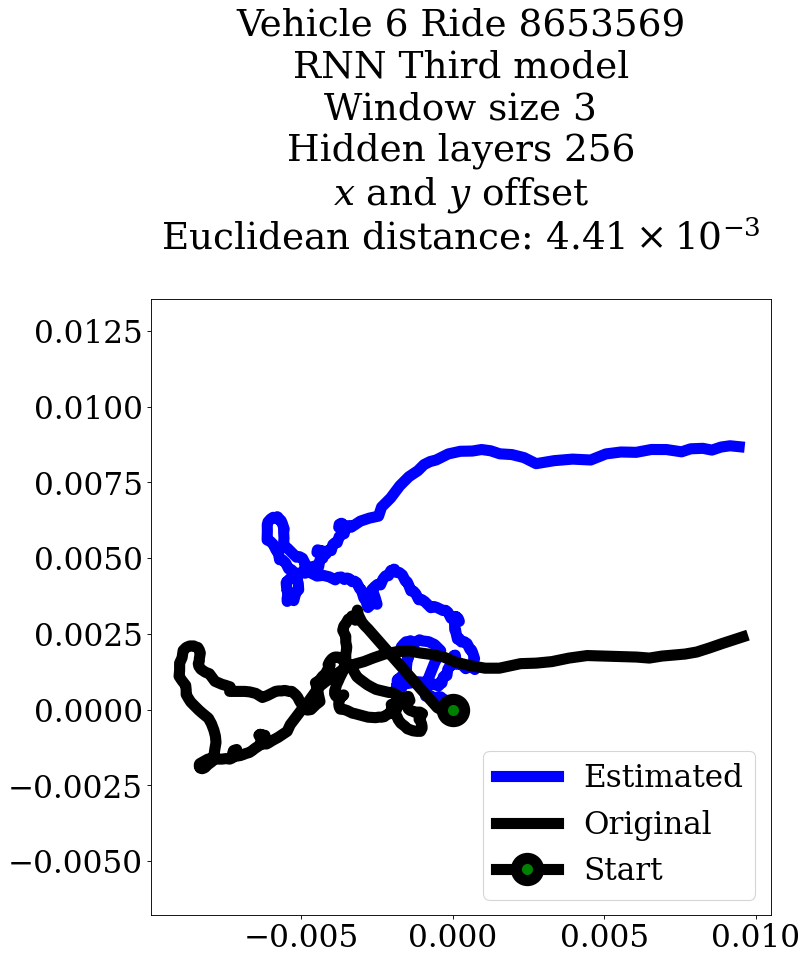 Vehicle 6 Ride 8653569
RNN Third model
Window size 3
Hidden layers 256
x and y offset
Euclidean distance: 4.41 × 10⁻³
0.0125
0.0100
0.0075
0.0050
0.0025
0.0000
−0.0025
−0.0050
Estimated
Original
Start
−0.005 0.000 0.005 0.010